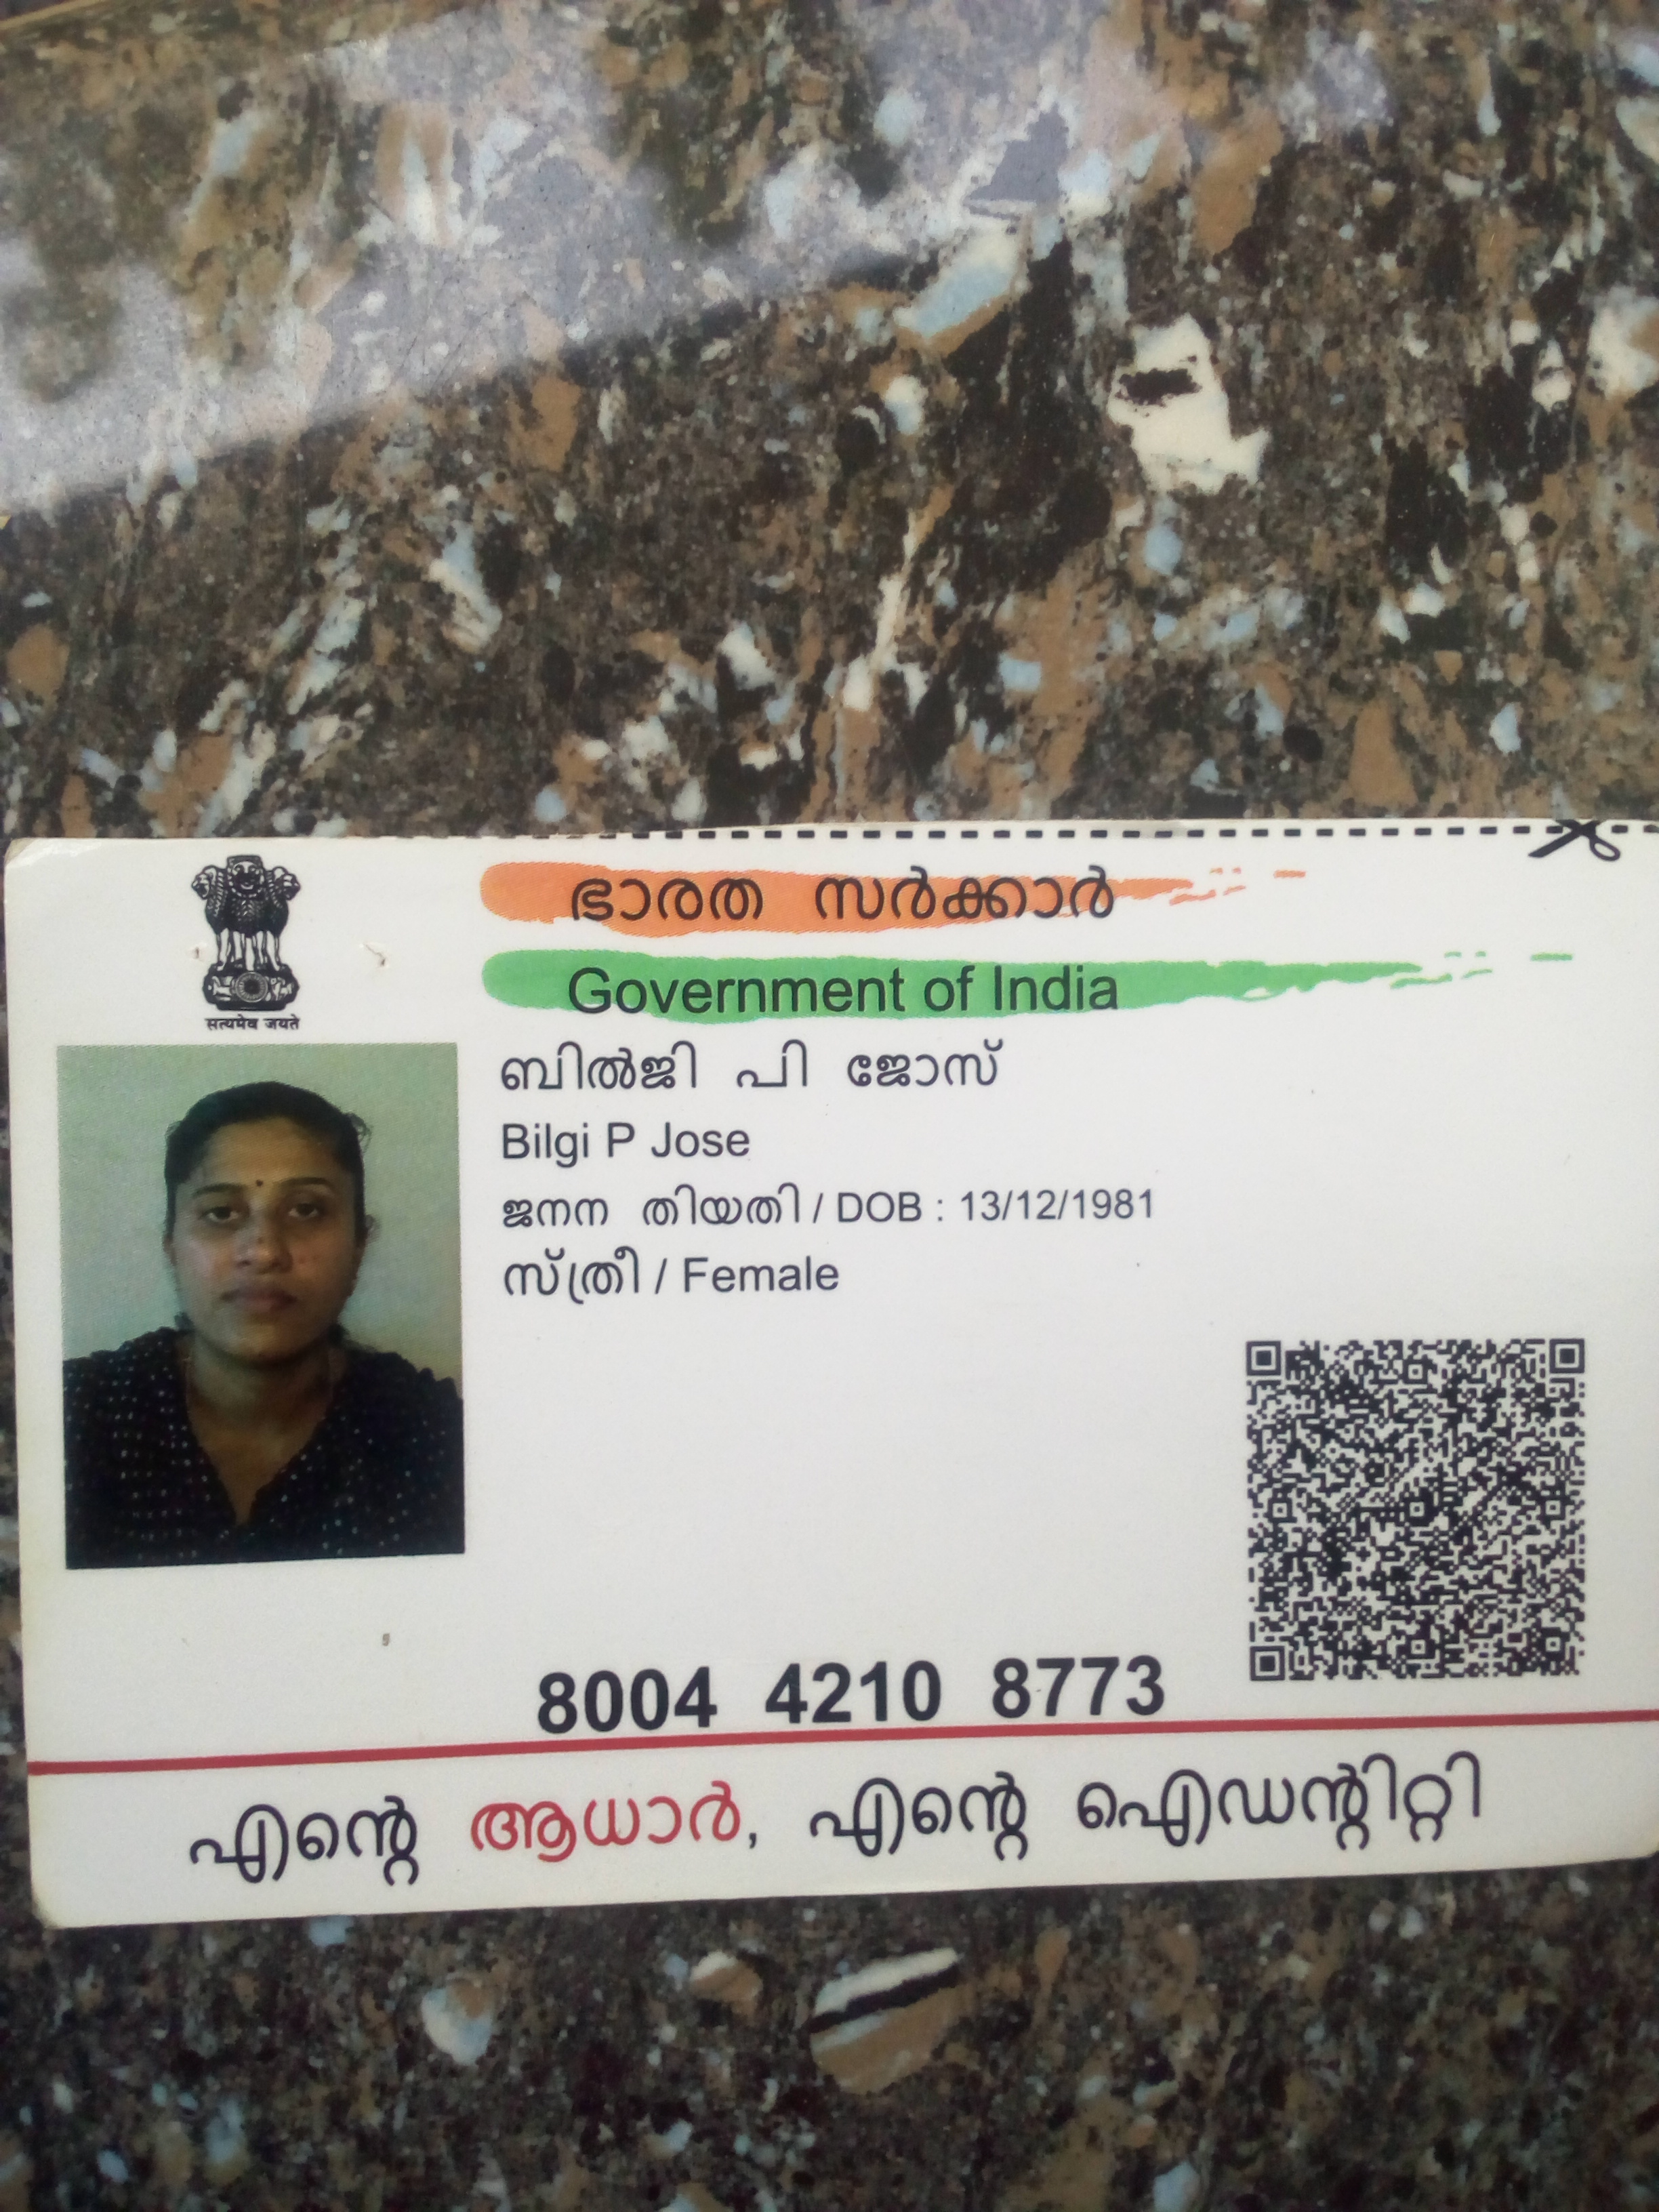 ഭാരത സർക്കാർ
Government of India
सत्यमेव जयते
ബിൽജി പി ജോസ്
Bilgi P Jose
ജനന തിയതി / DOB : 13/12/1981
സ്ത്രീ / Female
8004 4210 8773
എന്റെ ആധാർ, എന്റെ ഐഡന്റിറ്റി